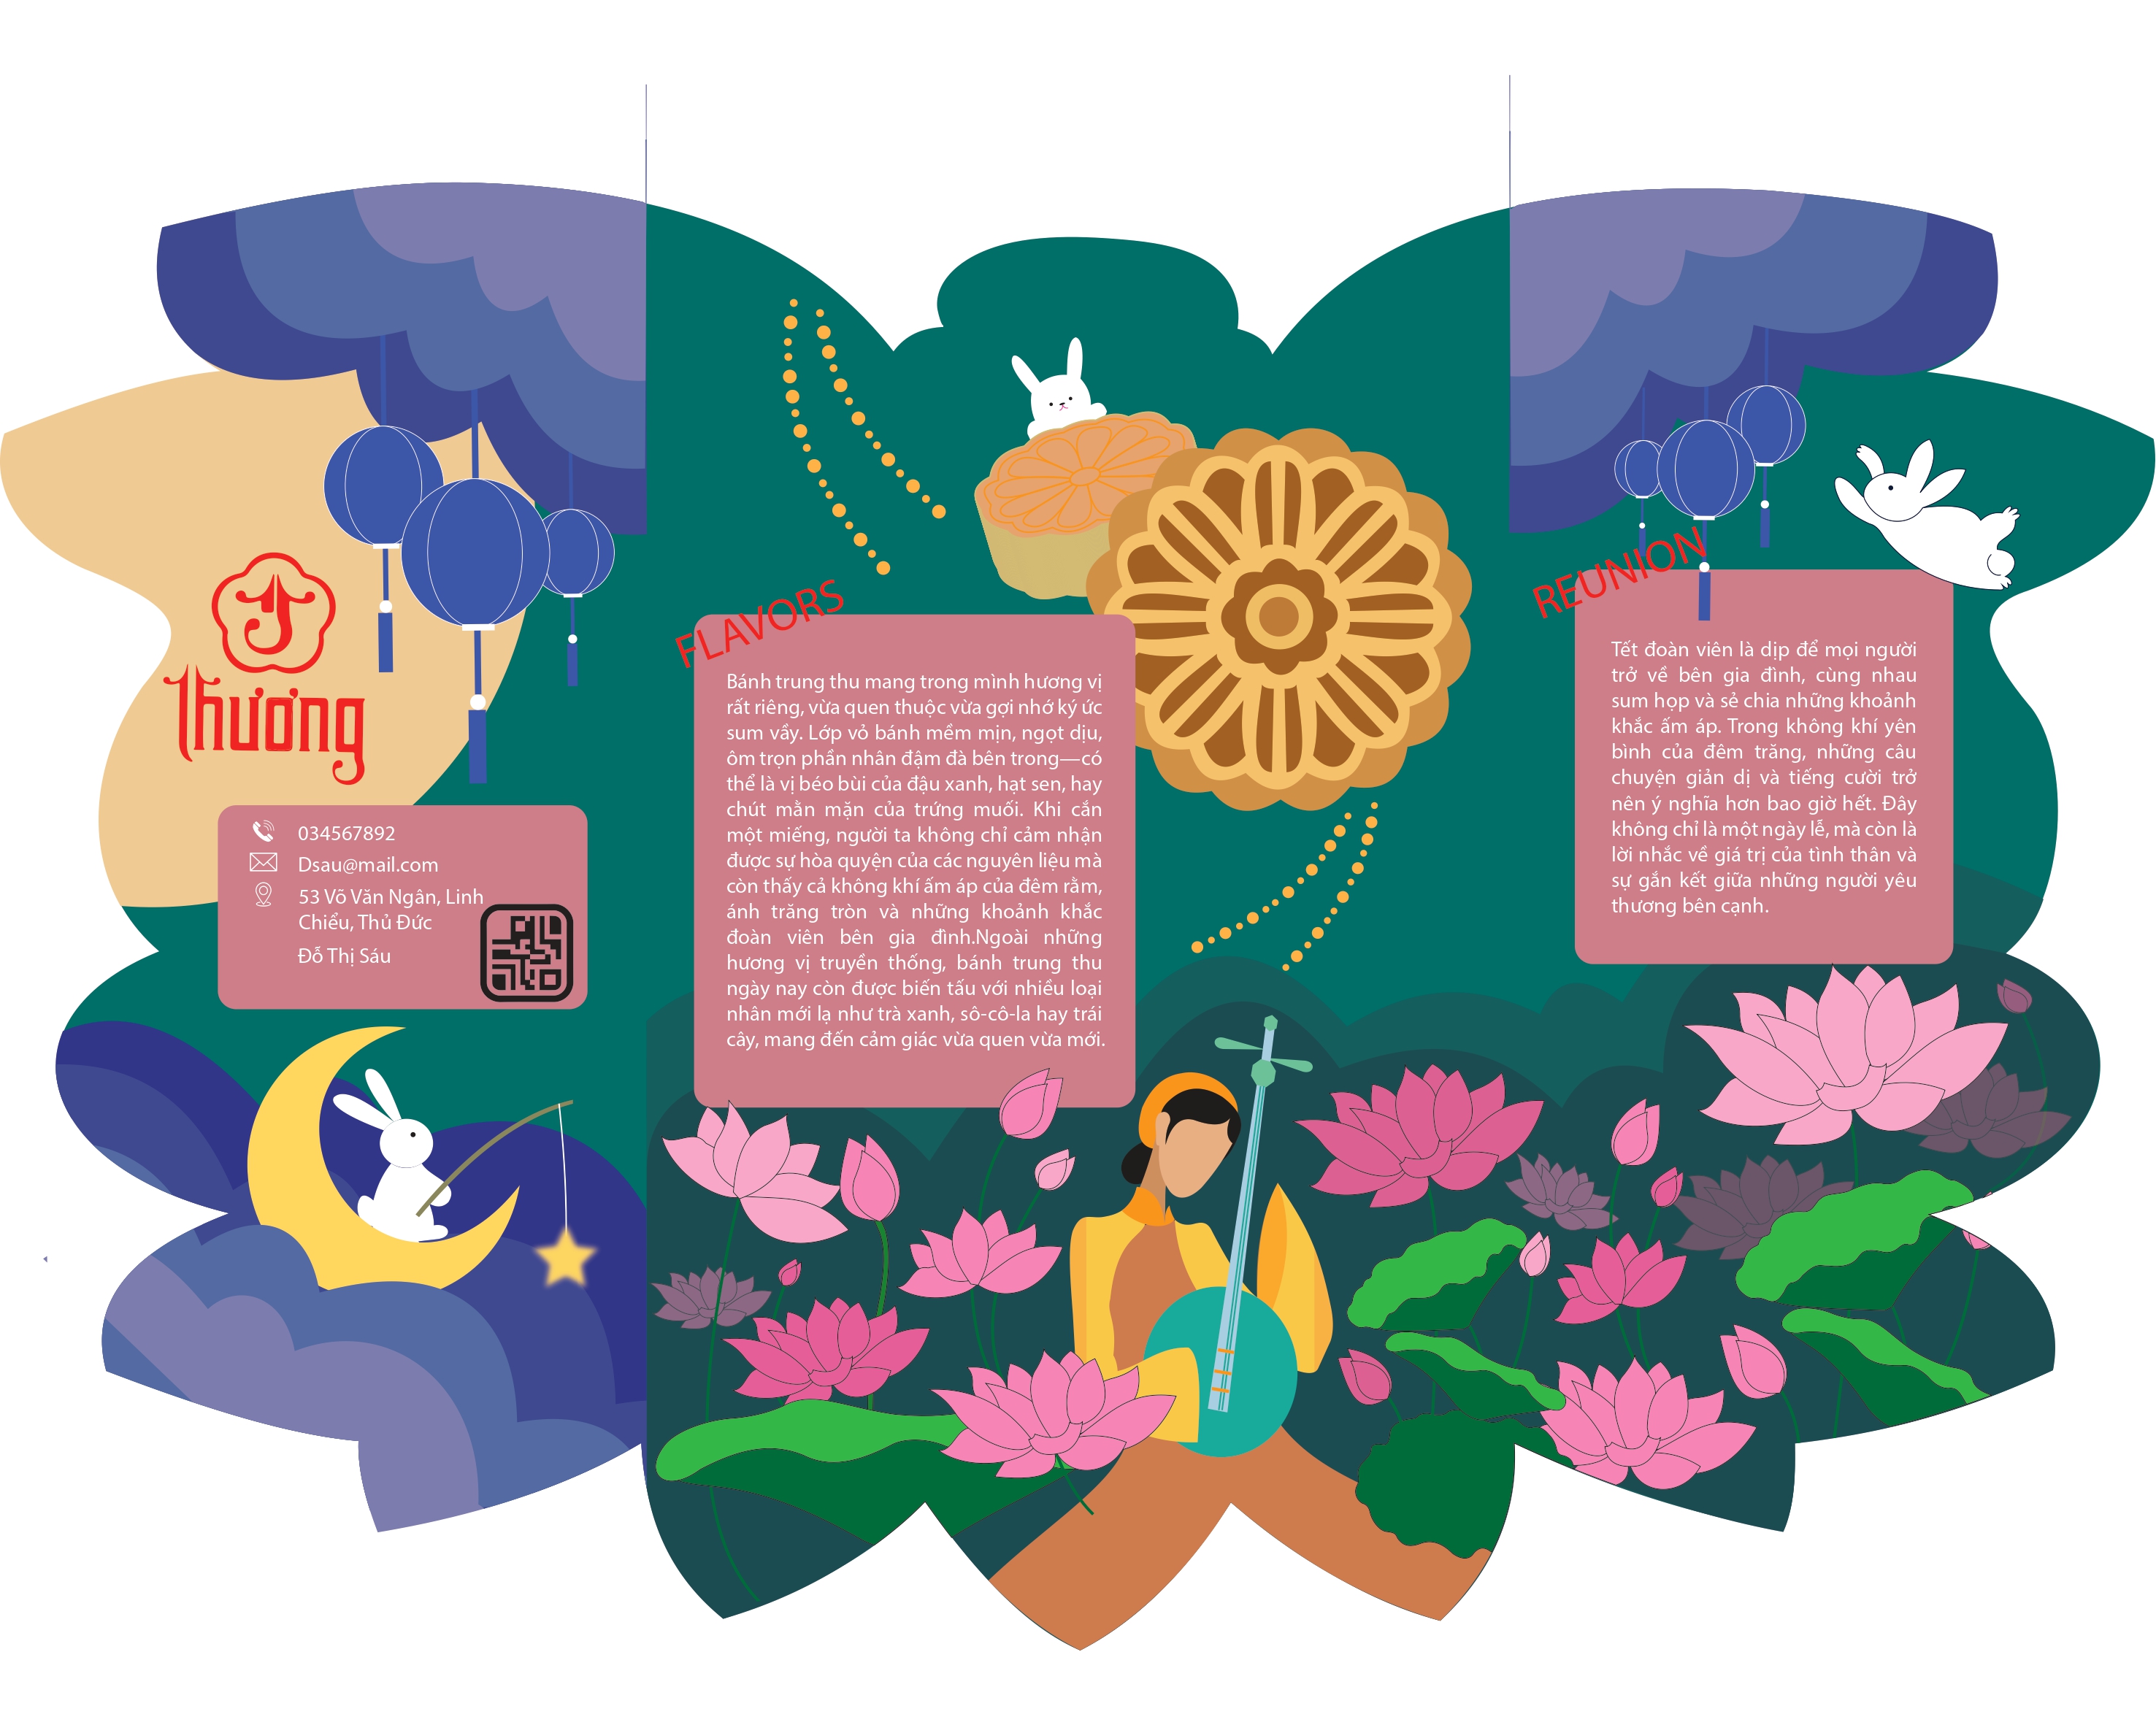 thương
034567892
Dsau@mail.com
53 Võ Văn Ngân, Linh
Chiểu, Thủ Đức
Đỗ Thị Sáu
FLAVORS
Bánh trung thu mang trong mình hương vị
rất riêng, vừa quen thuộc vừa gợi nhớ ký ức
sum vầy. Lớp vỏ bánh mềm mịn, ngọt dịu,
ôm trọn phần nhân đậm đà bên trong—có
thể là vị béo bùi của đậu xanh, hạt sen, hay
chút mằn mặn của trứng muối. Khi cắn
một miếng, người ta không chỉ cảm nhận
được sự hòa quyện của các nguyên liệu mà
còn thấy cả không khí ấm áp của đêm rằm,
ánh trăng tròn và những khoảnh khắc
đoàn viên bên gia đình.Ngoài những
hương vị truyền thống, bánh trung thu
ngày nay còn được biến tấu với nhiều loại
nhân mới lạ như trà xanh, sô-cô-la hay trái
cây, mang đến cảm giác vừa quen vừa mới.
REUNION
Tết đoàn viên là dịp để mọi người
trở về bên gia đình, cùng nhau
sum họp và sẻ chia những khoảnh
khắc ấm áp. Trong không khí yên
bình của đêm trăng, những câu
chuyện giản dị và tiếng cười trở
nên ý nghĩa hơn bao giờ hết. Đây
không chỉ là một ngày lễ, mà còn là
lời nhắc về giá trị của tình thân và
sự gắn kết giữa những người yêu
thương bên cạnh.